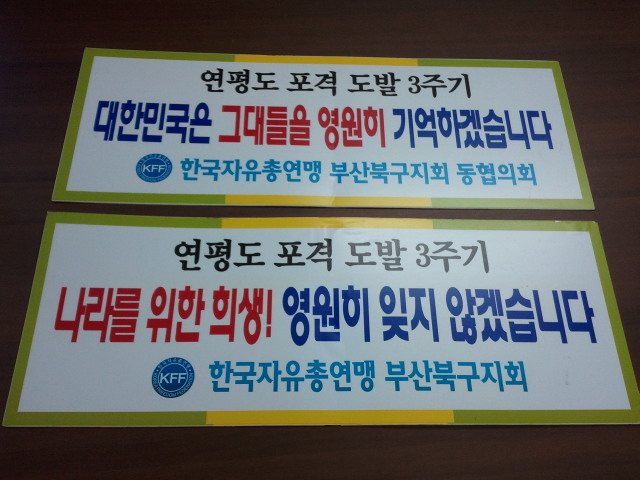 연평도 포격 도발 3주기
대한민국은 그대들을 영원히 기억하겠습니다
KFF 한국자유총연맹 부산북구지회 동협의회
연평도 포격 도발 3주기
나라를 위한 희생! 영원히 잊지 않겠습니다
KFF 한국자유총연맹 부산북구지회